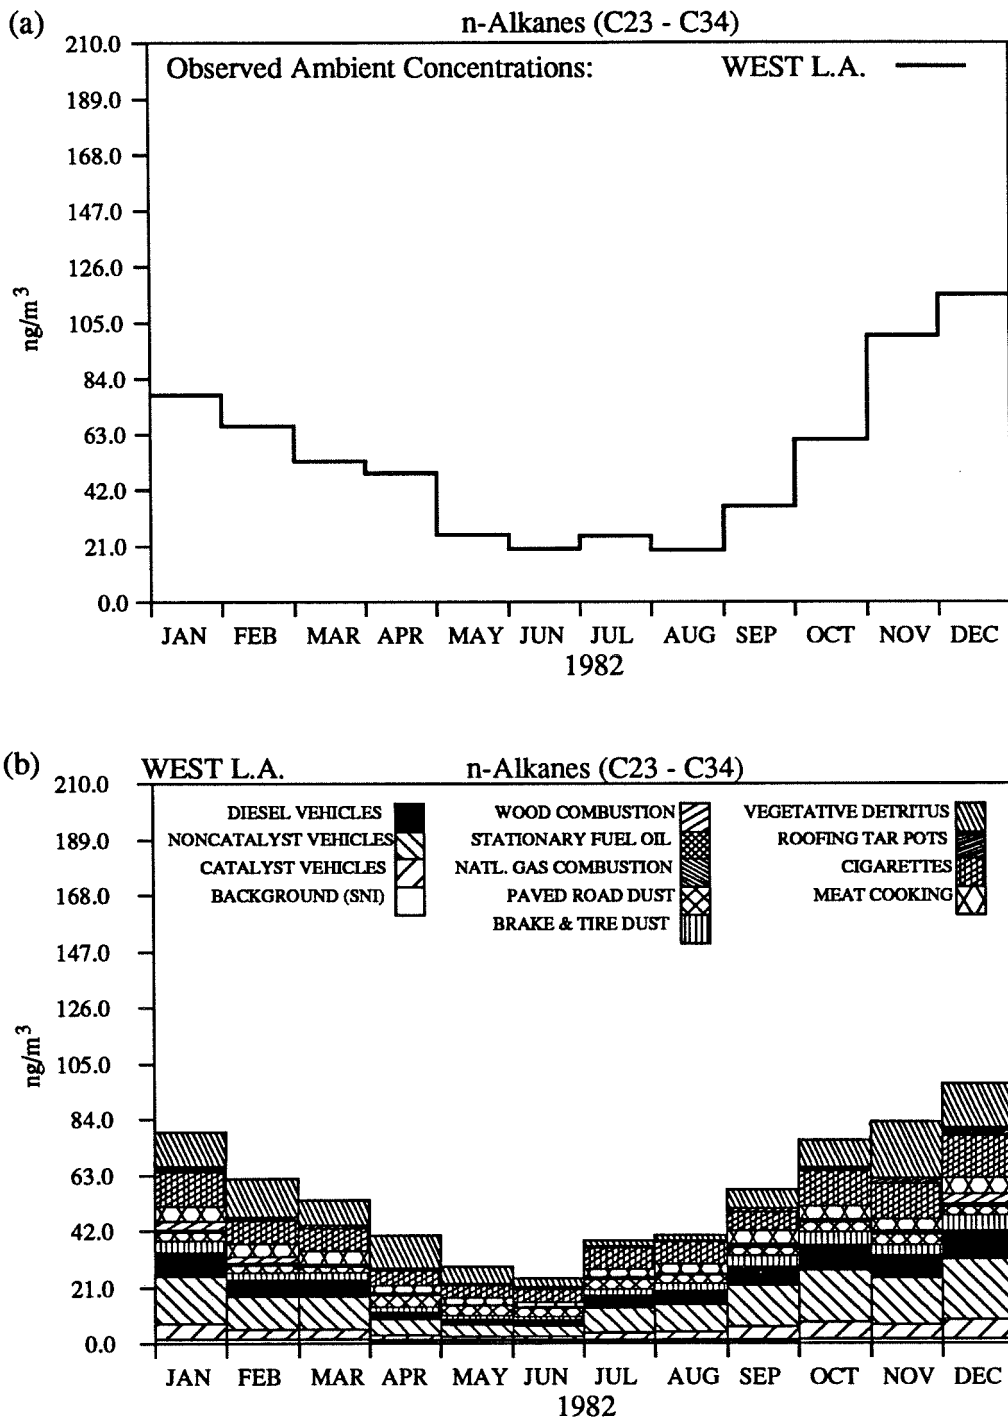 (a)
n-Alkanes (C23 - C34)
210.0
Observed Ambient Concentrations: WEST L.A.
189.0
168.0
147.0
126.0
105.0
84.0
63.0
42.0
21.0
0.0
ng/m³
JAN FEB MAR APR MAY JUN JUL AUG SEP OCT NOV DEC
1982
(b)
WEST L.A. n-Alkanes (C23 - C34)
210.0
189.0
168.0
147.0
126.0
105.0
84.0
63.0
42.0
21.0
0.0
ng/m³
DIESEL VEHICLES
NONCATALYST VEHICLES
CATALYST VEHICLES
BACKGROUND (SNI)
WOOD COMBUSTION
STATIONARY FUEL OIL
NATL. GAS COMBUSTION
PAVED ROAD DUST
BRAKE & TIRE DUST
VEGETATIVE DETRITUS
ROOFING TAR POTS
CIGARETTES
MEAT COOKING
JAN FEB MAR APR MAY JUN JUL AUG SEP OCT NOV DEC
1982